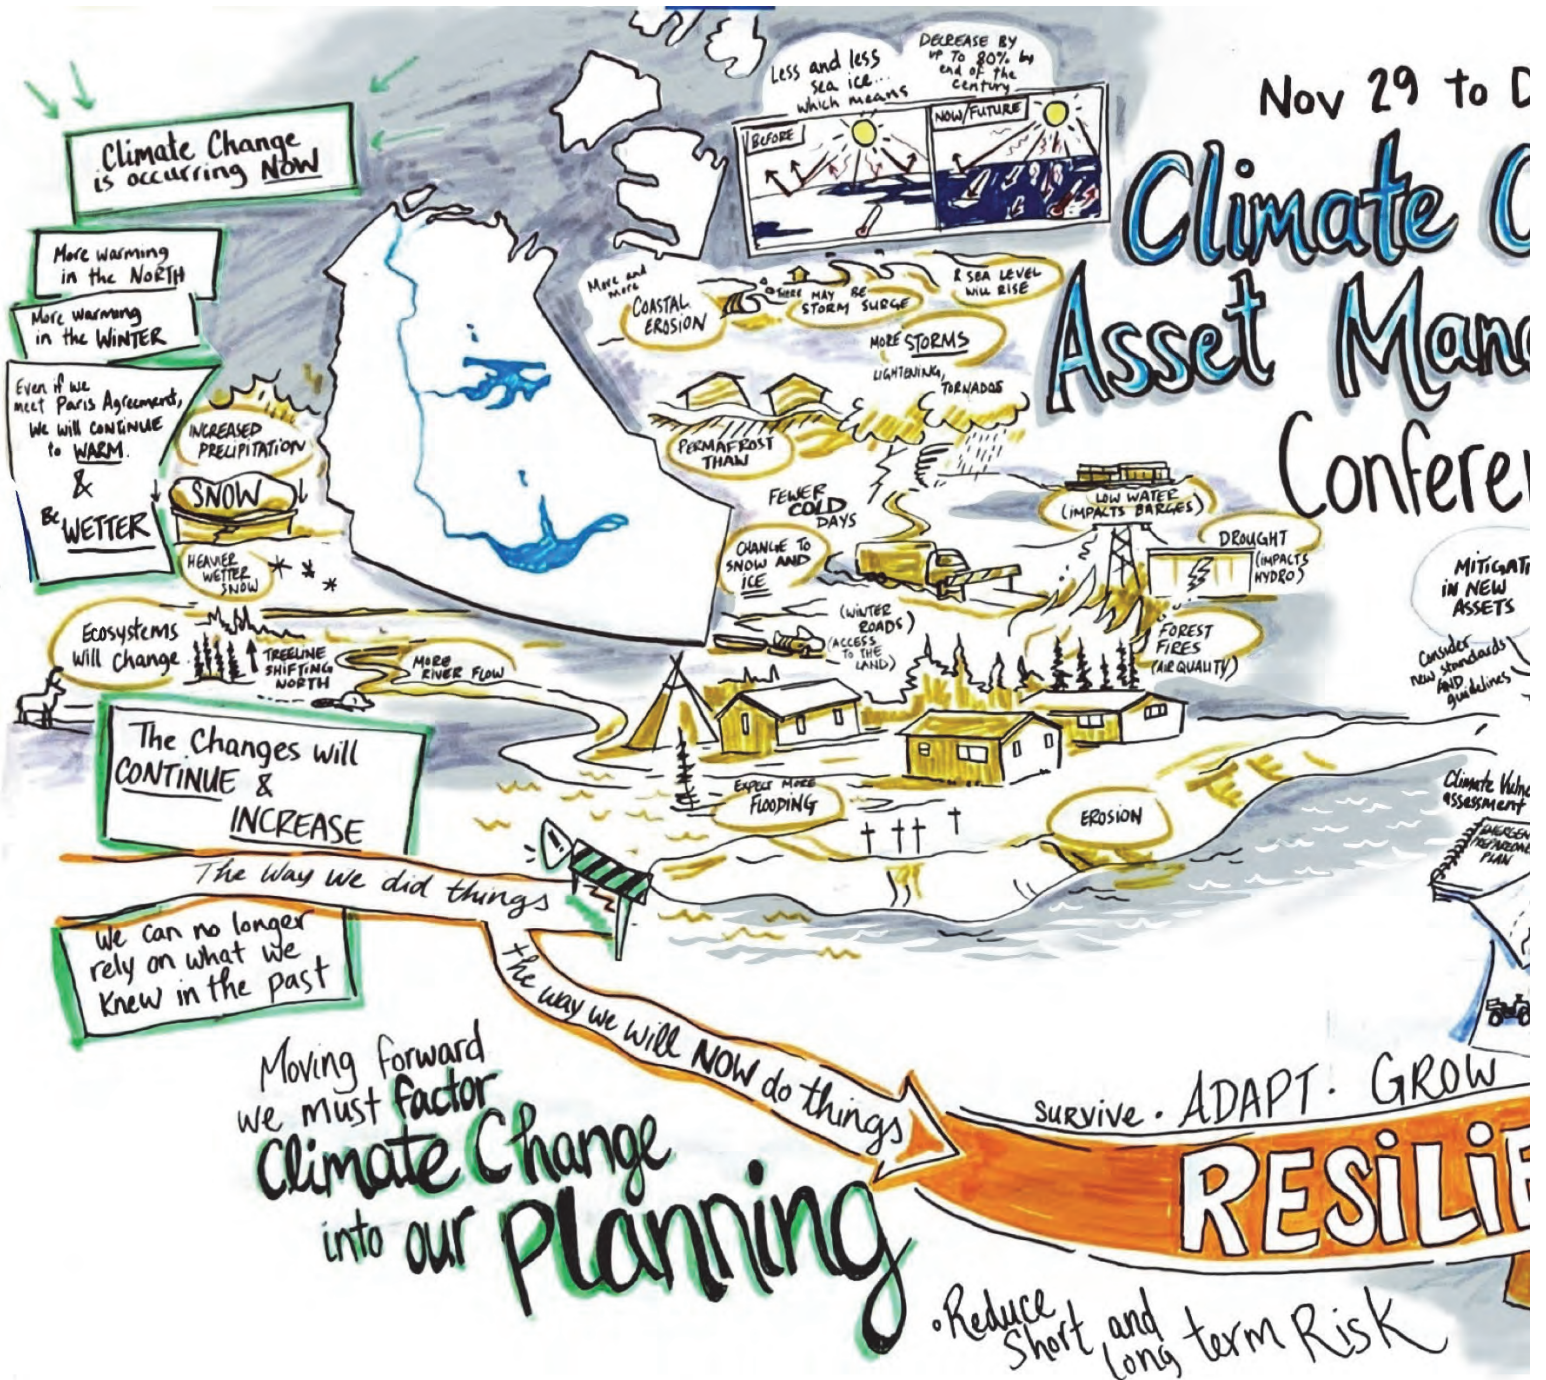 Climate Change
is occurring NOW
More warming
in the NORTH
More warming
in the WINTER
Even if we
meet Paris Agreement,
We will CONTINUE
to WARM.
&
Be WETTER
INCREASED
PRECIPITATION
SNOW
HEAVIER
WETTER
SNOW
Ecosystems
will change
TREELINE
SHIFTING
NORTH
MORE
RIVER FLOW
The Changes will
CONTINUE &
INCREASE
The Way we did things
We can no longer
rely on what we
Knew in the past
the way we will NOW do things
Moving forward
we must factor
Climate Change
into our Planning
Less and less
sea ice...
which means
DECREASE BY
UP TO 80% by
end of the
century
BEFORE
NOW/FUTURE
More and
more
COASTAL
EROSION
THERE MAY BE
STORM SURGE
& SEA LEVEL
WILL RISE
MORE STORMS
LIGHTENING,
TORNADOS
PERMAFROST
THAW
FEWER
COLD
DAYS
CHANGE TO
SNOW AND
ICE
(WINTER
ROADS)
(ACCESS
TO THE
LAND)
LOW WATER
(IMPACTS BARGES)
DROUGHT
(IMPACTS
HYDRO)
FOREST
FIRES
(AIR QUALITY)
EXPECT MORE
FLOODING
EROSION
Nov 29 to D
Climate C
Asset Mana
Conferen
MITIGATI
IN NEW
ASSETS
Consider
new standards
AND
guidelines
Climate Vulne
assessment
EMERGEN
PREPAREDNE
PLAN
SURVIVE · ADAPT · GROW
RESILIE
• Reduce
Short and
long term Risk